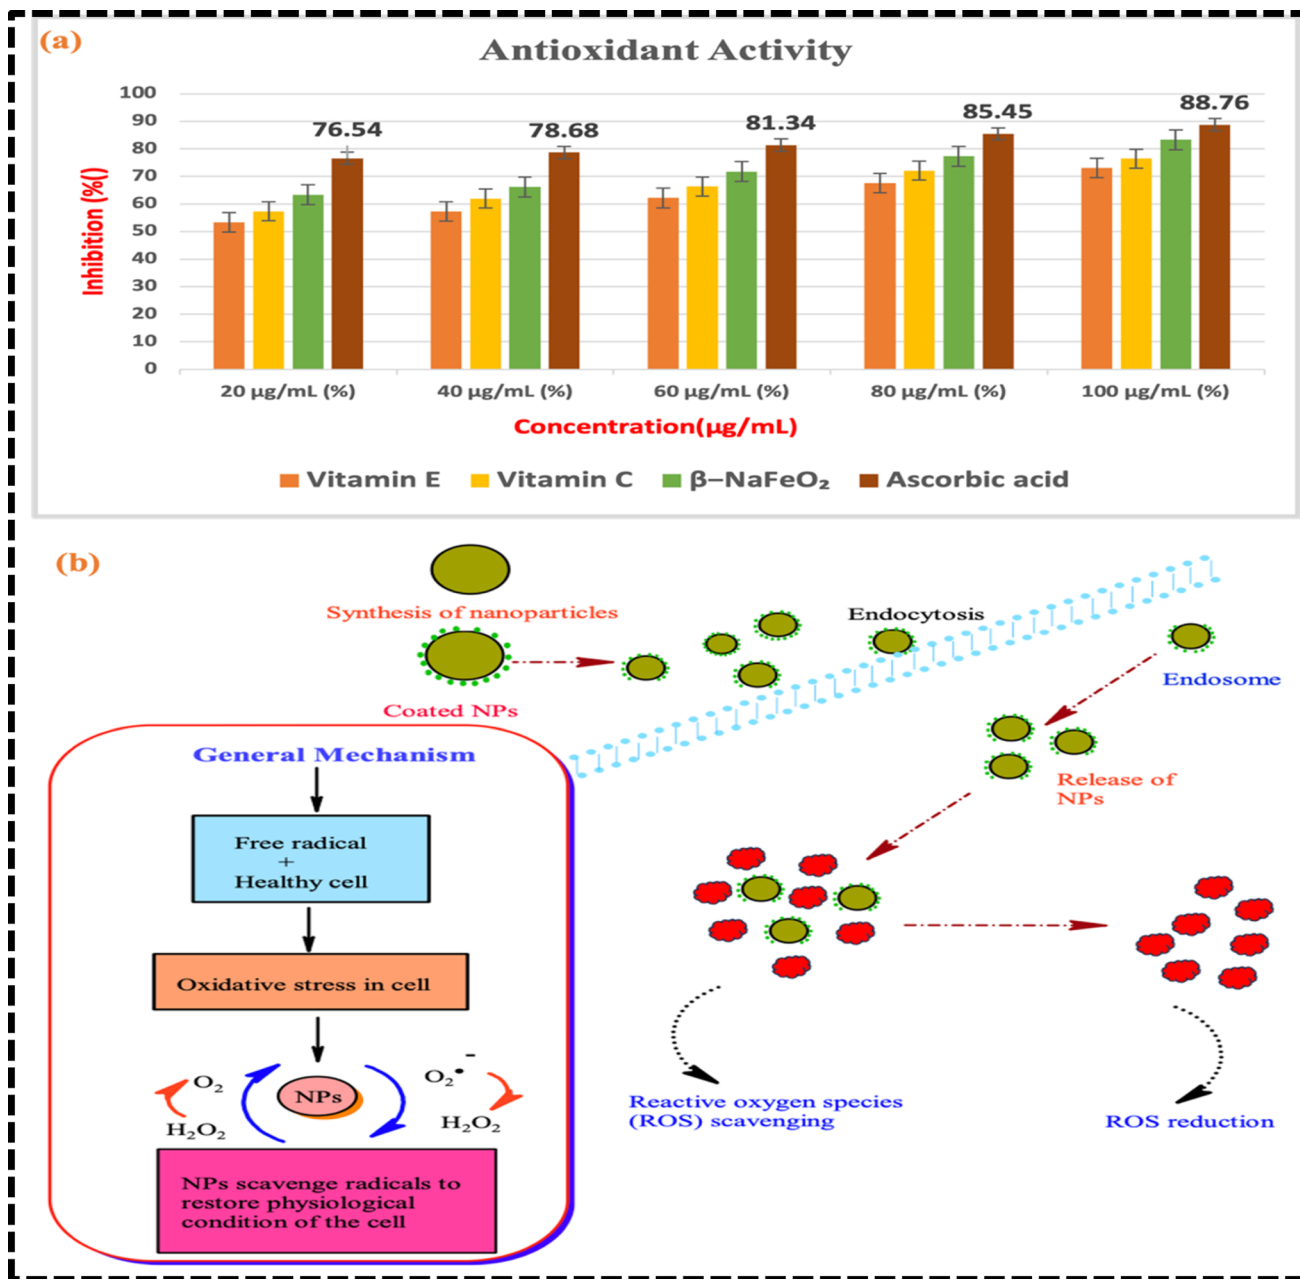 (a)
Antioxidant Activity
100
90
80
70
60
50
40
30
20
10
0
Inhibition (%()
76.54
78.68
81.34
85.45
88.76
20 µg/mL (%)
40 µg/mL (%)
60 µg/mL (%)
80 µg/mL (%)
100 µg/mL (%)
Concentration(µg/mL)
Vitamin E
Vitamin C
β–NaFeO₂
Ascorbic acid
(b)
Synthesis of nanoparticles
Endocytosis
Coated NPs
Endosome
Release of
NPs
General Mechanism
Free radical
+
Healthy cell
Oxidative stress in cell
O₂
H₂O₂
NPs
O₂•⁻
H₂O₂
NPs scavenge radicals to
restore physiological
condition of the cell
Reactive oxygen species
(ROS) scavenging
ROS reduction